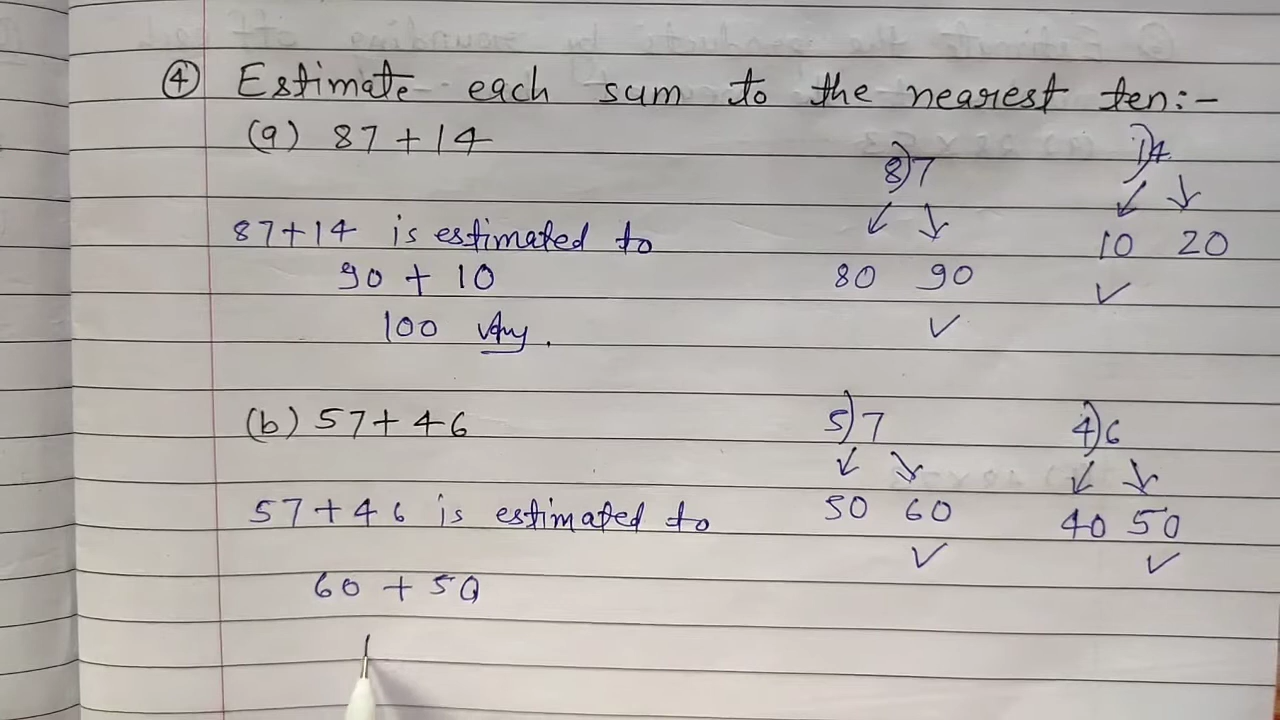 ④ Estimate each sum to the nearest ten:-
(a) 87+14
8)7
1)4
80 90
10 20
87+14 is estimated to
90 + 10
100 Ans.
(b) 57+46
5)7
4)6
50 60
40 50
57+46 is estimated to
60 + 50